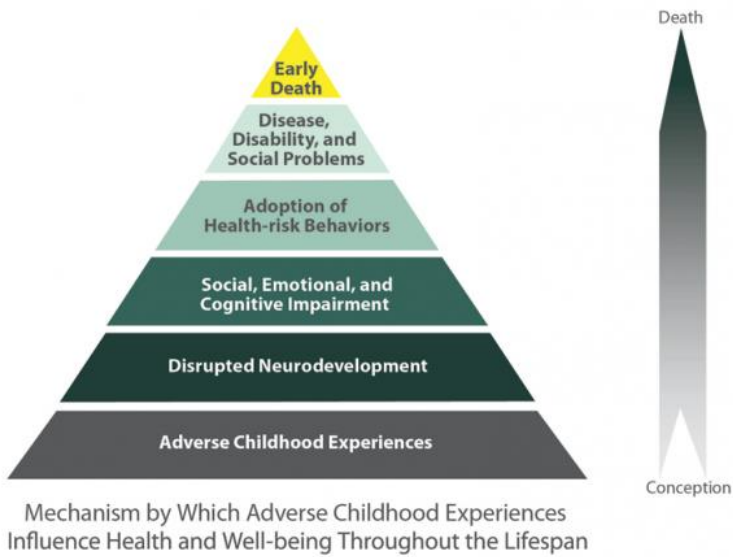 Death
Early
Death
Disease,
Disability, and
Social Problems
Adoption of
Health-risk Behaviors
Social, Emotional, and
Cognitive Impairment
Disrupted Neurodevelopment
Adverse Childhood Experiences
Conception
Mechanism by Which Adverse Childhood Experiences
Influence Health and Well-being Throughout the Lifespan